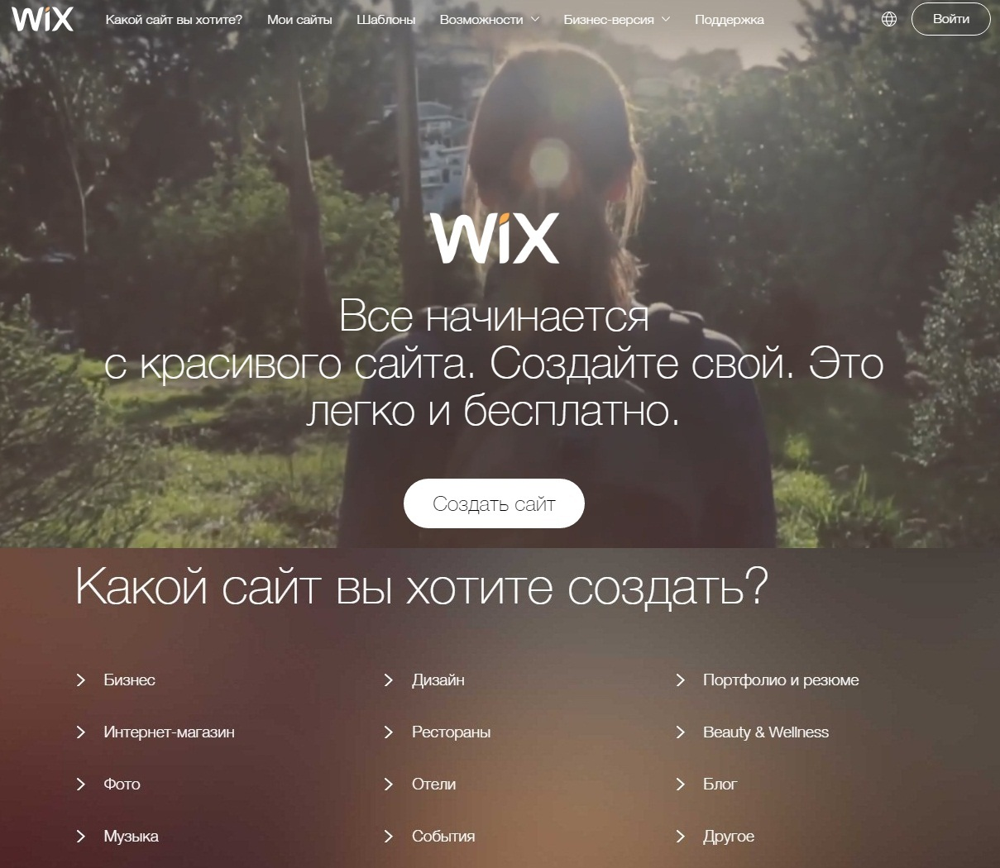 WiX
Какой сайт вы хотите? Мои сайты Шаблоны Возможности Бизнес-версия Поддержка Войти
WiX
Все начинается
с красивого сайта. Создайте свой. Это
легко и бесплатно.
Создать сайт
Какой сайт вы хотите создать?
Бизнес Дизайн Портфолио и резюме
Интернет-магазин Рестораны Beauty & Wellness
Фото Отели Блог
Музыка События Другое